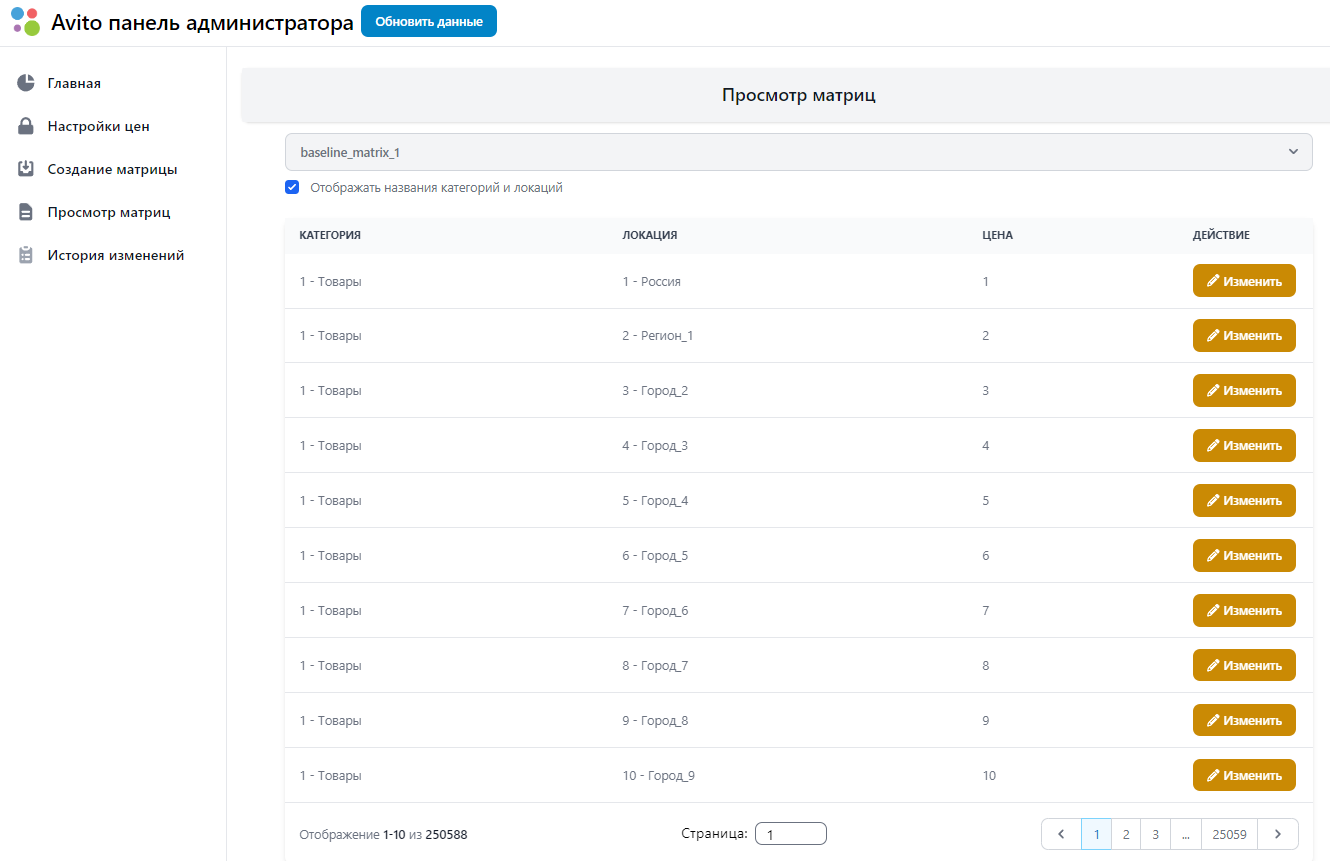 Avito панель администратора Обновить данные
Главная
Настройки цен
Создание матрицы
Просмотр матриц
История изменений
Просмотр матриц
baseline_matrix_1
Отображать названия категорий и локаций
КАТЕГОРИЯ ЛОКАЦИЯ ЦЕНА ДЕЙСТВИЕ
1 - Товары 1 - Россия 1 Изменить
1 - Товары 2 - Регион_1 2 Изменить
1 - Товары 3 - Город_2 3 Изменить
1 - Товары 4 - Город_3 4 Изменить
1 - Товары 5 - Город_4 5 Изменить
1 - Товары 6 - Город_5 6 Изменить
1 - Товары 7 - Город_6 7 Изменить
1 - Товары 8 - Город_7 8 Изменить
1 - Товары 9 - Город_8 9 Изменить
1 - Товары 10 - Город_9 10 Изменить
Отображение 1-10 из 250588 Страница: 1 1 2 3 ... 25059